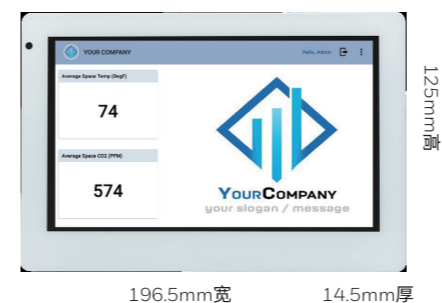 YOUR COMPANY
Hello, Admin
Average Space Temp (DegF)
74
Average Space CO2 (PPM)
574
YOURCOMPANY
your slogan / message
125mm高
196.5mm宽
14.5mm厚